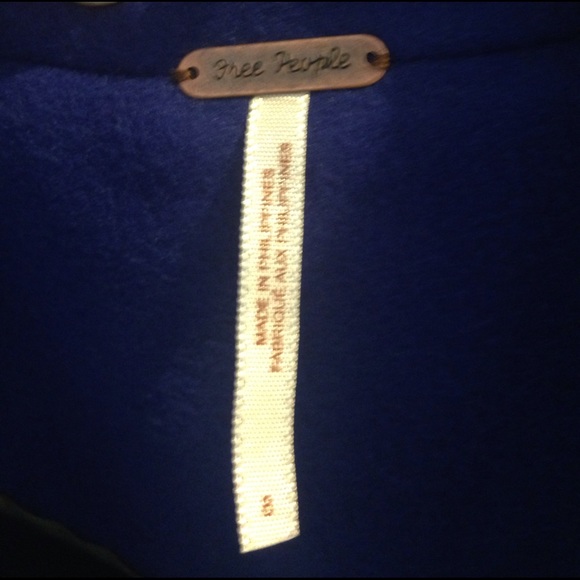 Free People
MADE IN PHILIPPINES
FABRIQUÉ AUX PHILIPPINES